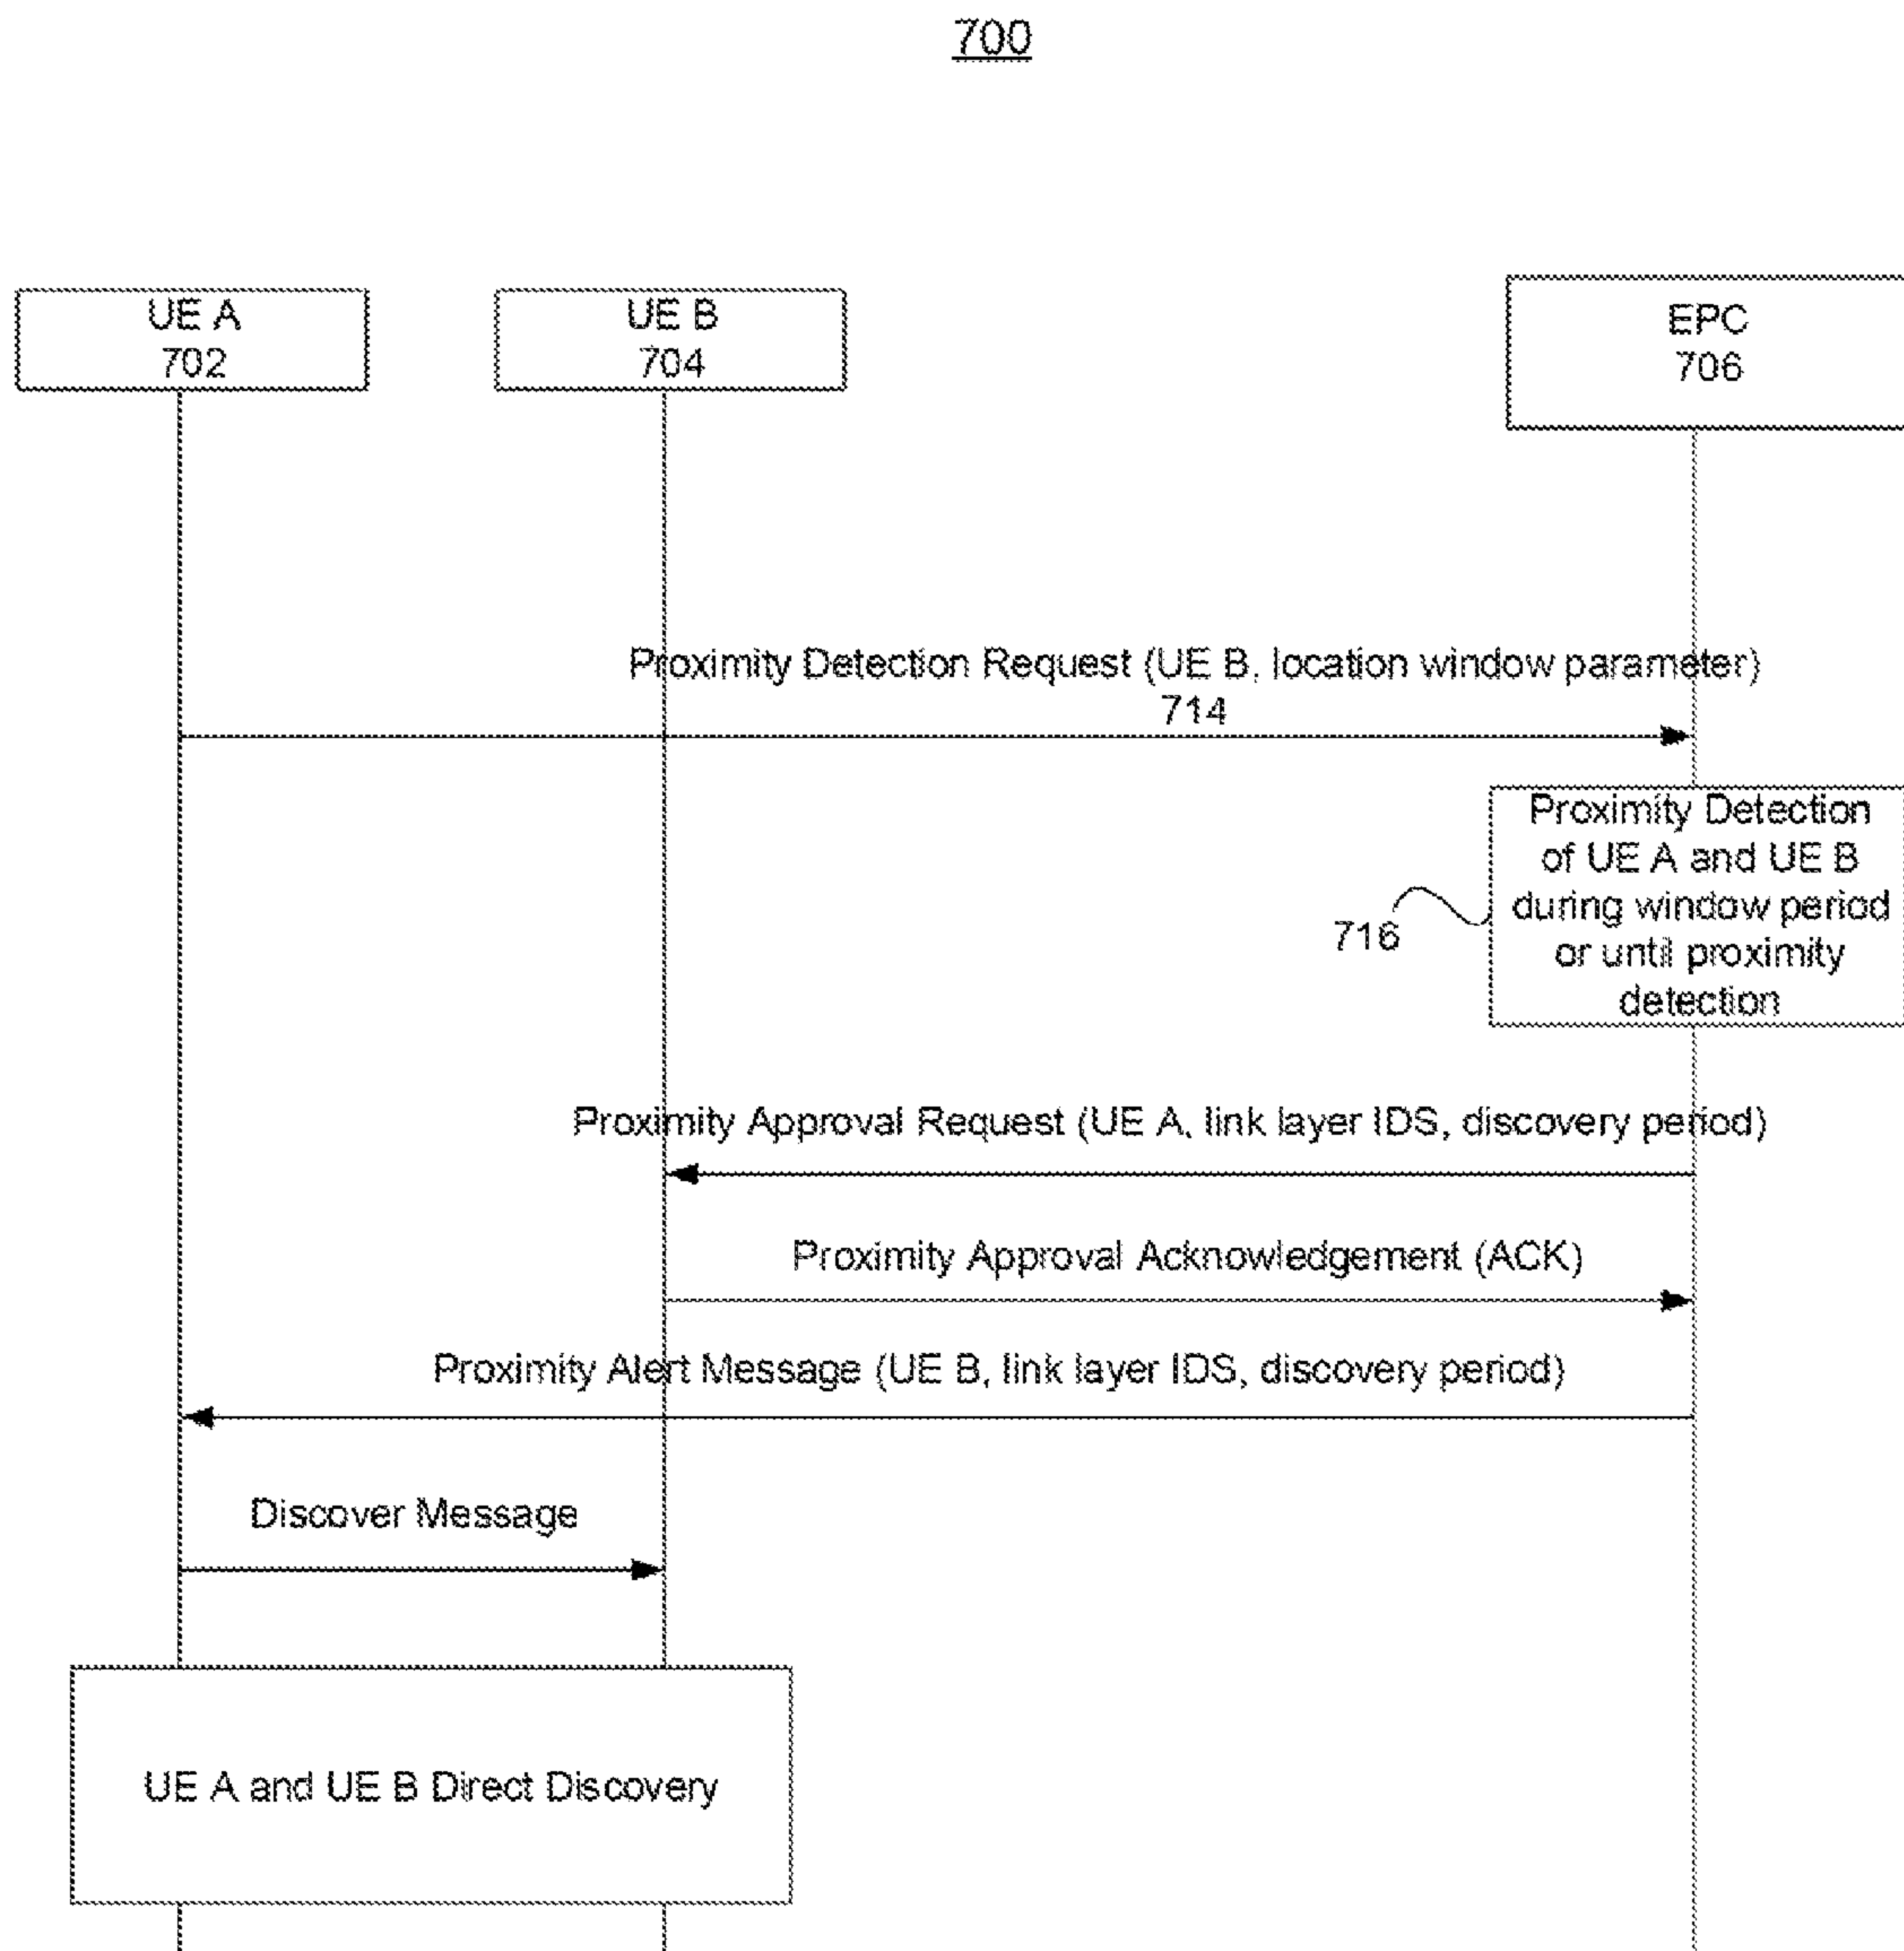 700
UE A
702
UE B
704
EPC
706
Proximity Detection Request (UE B, location window parameter)
714
Proximity Detection
of UE A and UE B
during window period
or until proximity
detection
716
Proximity Approval Request (UE A, link layer IDS, discovery period)
Proximity Approval Acknowledgement (ACK)
Proximity Alert Message (UE B, link layer IDS, discovery period)
Discover Message
UE A and UE B Direct Discovery